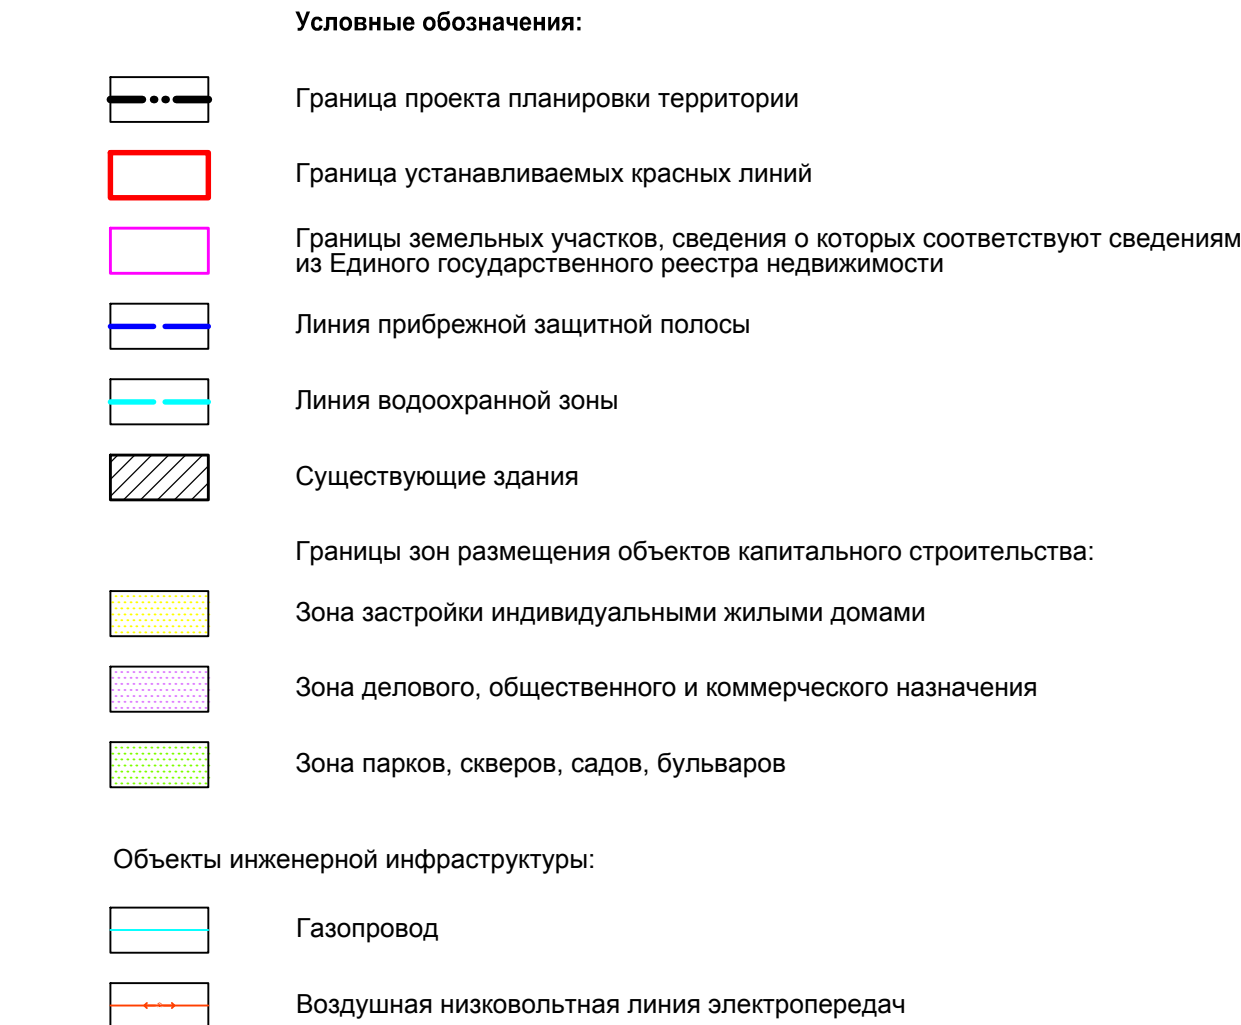 Условные обозначения:
Граница проекта планировки территории
Граница устанавливаемых красных линий
Границы земельных участков, сведения о которых соответствуют сведениям
из Единого государственного реестра недвижимости
Линия прибрежной защитной полосы
Линия водоохранной зоны
Существующие здания
Границы зон размещения объектов капитального строительства:
Зона застройки индивидуальными жилыми домами
Зона делового, общественного и коммерческого назначения
Зона парков, скверов, садов, бульваров
Объекты инженерной инфраструктуры:
Газопровод
Воздушная низковольтная линия электропередач